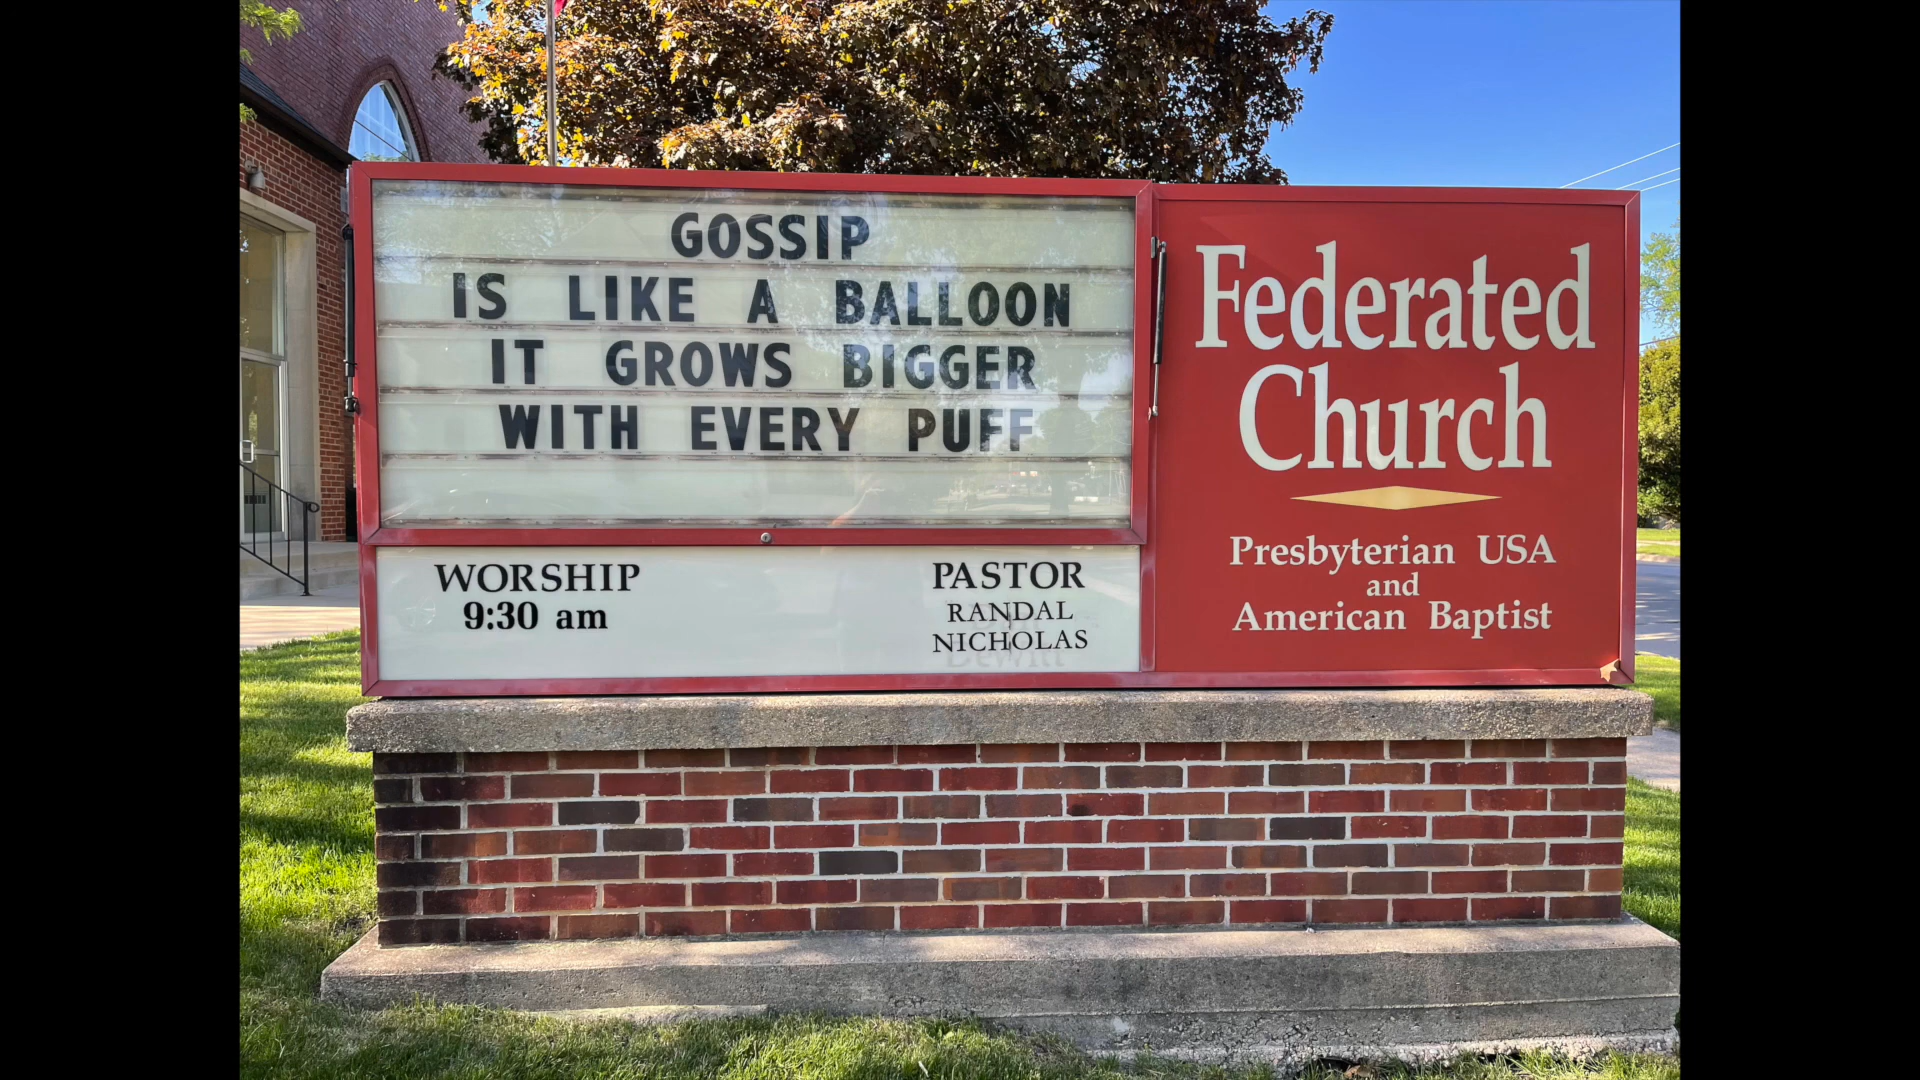 GOSSIP
IS LIKE A BALLOON
IT GROWS BIGGER
WITH EVERY PUFF
WORSHIP
9:30 am
PASTOR
RANDAL
NICHOLAS
Federated
Church
Presbyterian USA
and
American Baptist